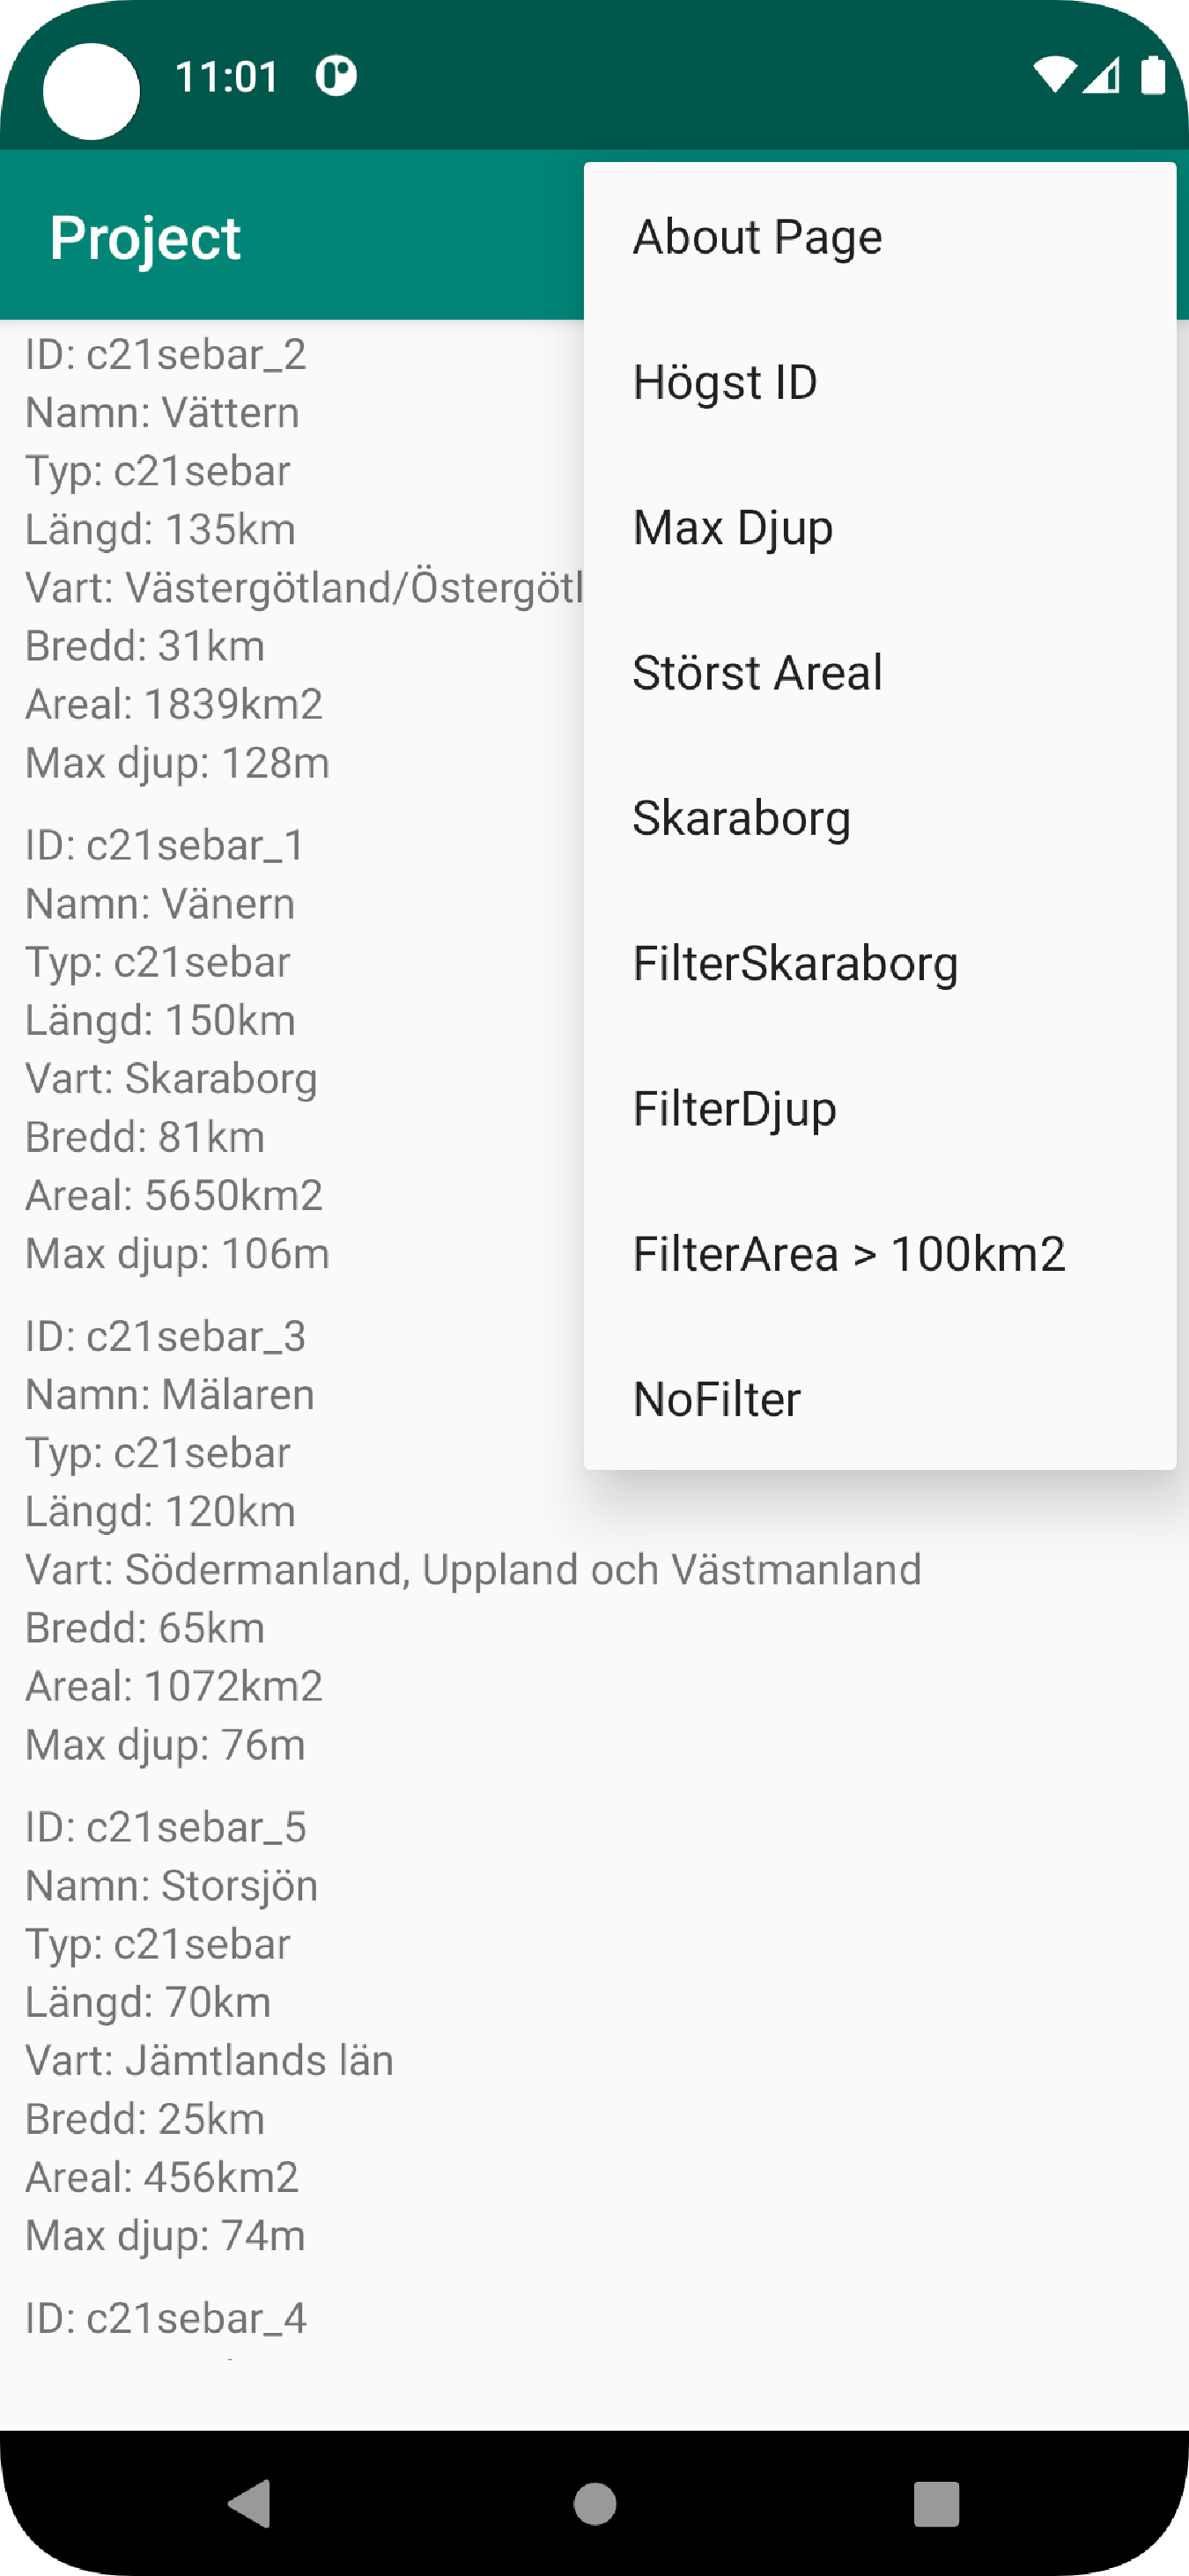 11:01
Project
About Page
Högst ID
Max Djup
Störst Areal
Skaraborg
FilterSkaraborg
FilterDjup
FilterArea > 100km2
NoFilter
ID: c21sebar_2
Namn: Vättern
Typ: c21sebar
Längd: 135km
Vart: Västergötland/Östergötl
Bredd: 31km
Areal: 1839km2
Max djup: 128m
ID: c21sebar_1
Namn: Vänern
Typ: c21sebar
Längd: 150km
Vart: Skaraborg
Bredd: 81km
Areal: 5650km2
Max djup: 106m
ID: c21sebar_3
Namn: Mälaren
Typ: c21sebar
Längd: 120km
Vart: Södermanland, Uppland och Västmanland
Bredd: 65km
Areal: 1072km2
Max djup: 76m
ID: c21sebar_5
Namn: Storsjön
Typ: c21sebar
Längd: 70km
Vart: Jämtlands län
Bredd: 25km
Areal: 456km2
Max djup: 74m
ID: c21sebar_4